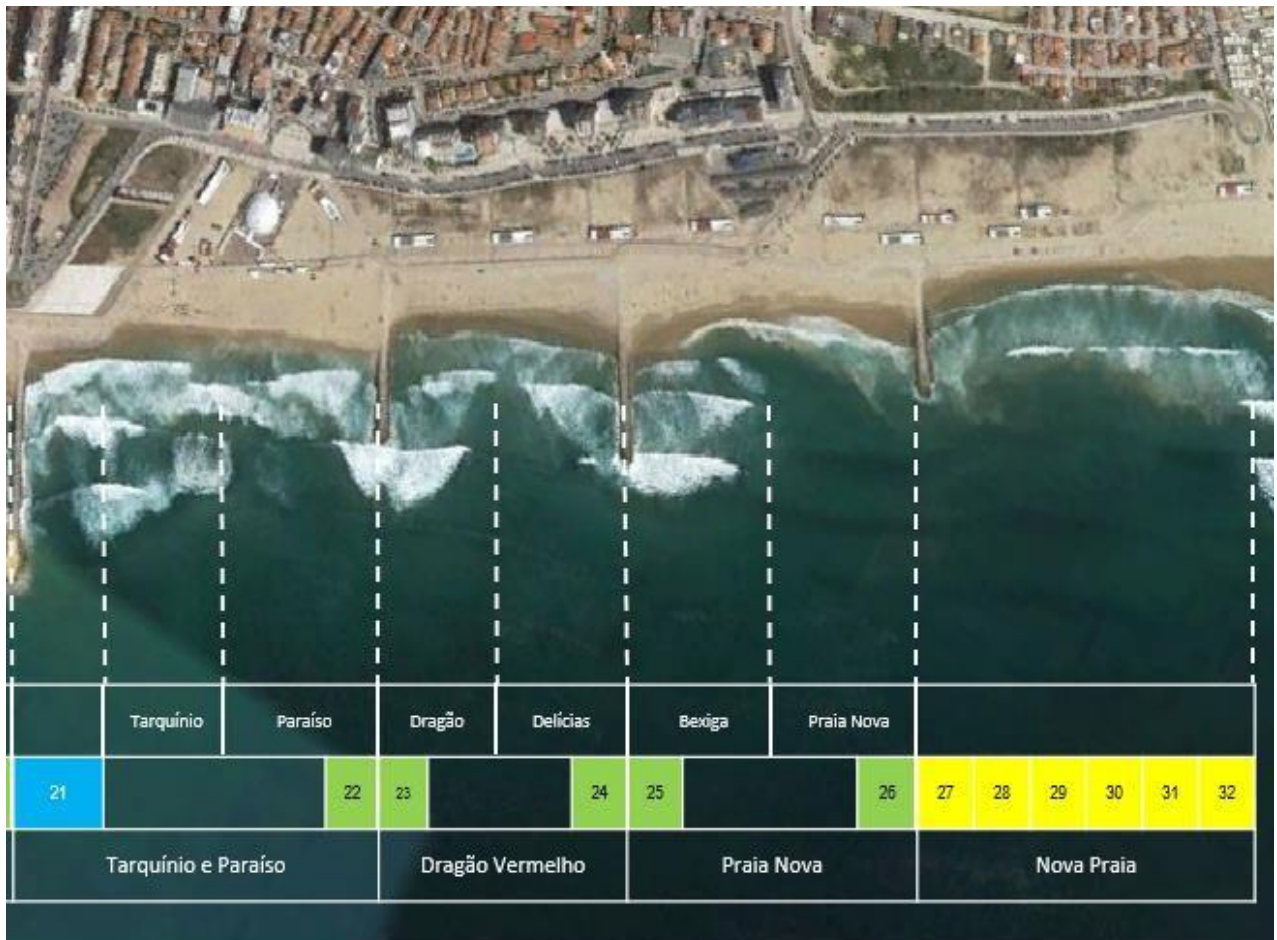 Tarquínio Paraíso Dragão Delícias Bexiga Praia Nova
21 22 23 24 25 26 27 28 29 30 31 32
Tarquínio e Paraíso Dragão Vermelho Praia Nova Nova Praia